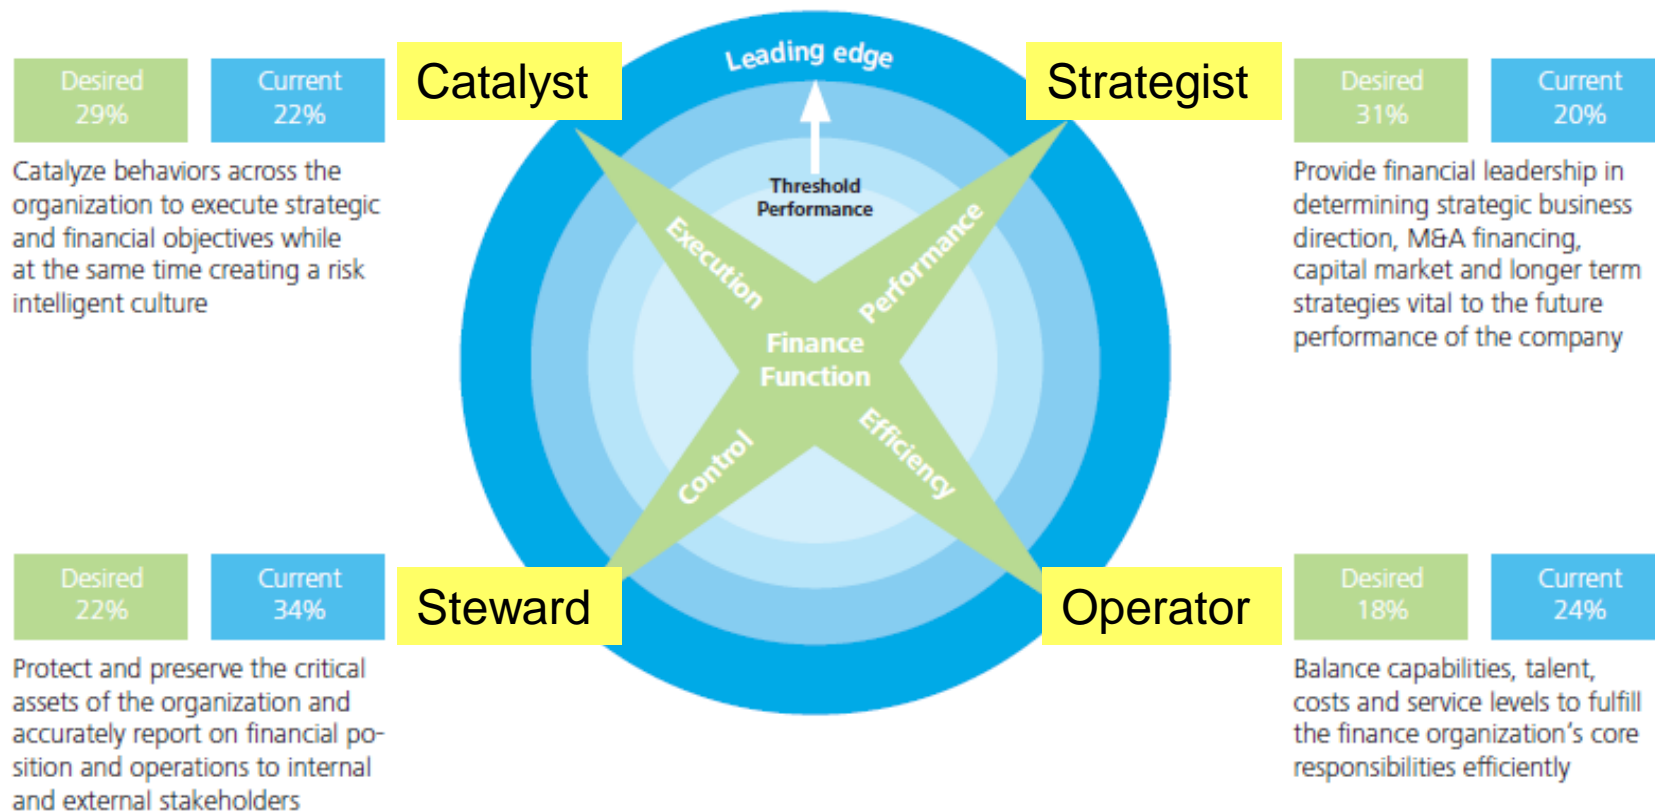 Desired
29%
Current
22%
Catalyst
Catalyze behaviors across the
organization to execute strategic
and financial objectives while
at the same time creating a risk
intelligent culture
Leading edge
Threshold
Performance
Execution
Performance
Finance
Function
Control
Efficiency
Strategist
Desired
31%
Current
20%
Provide financial leadership in
determining strategic business
direction, M&A financing,
capital market and longer term
strategies vital to the future
performance of the company
Desired
22%
Current
34%
Steward
Protect and preserve the critical
assets of the organization and
accurately report on financial po-
sition and operations to internal
and external stakeholders
Operator
Desired
18%
Current
24%
Balance capabilities, talent,
costs and service levels to fulfill
the finance organization's core
responsibilities efficiently